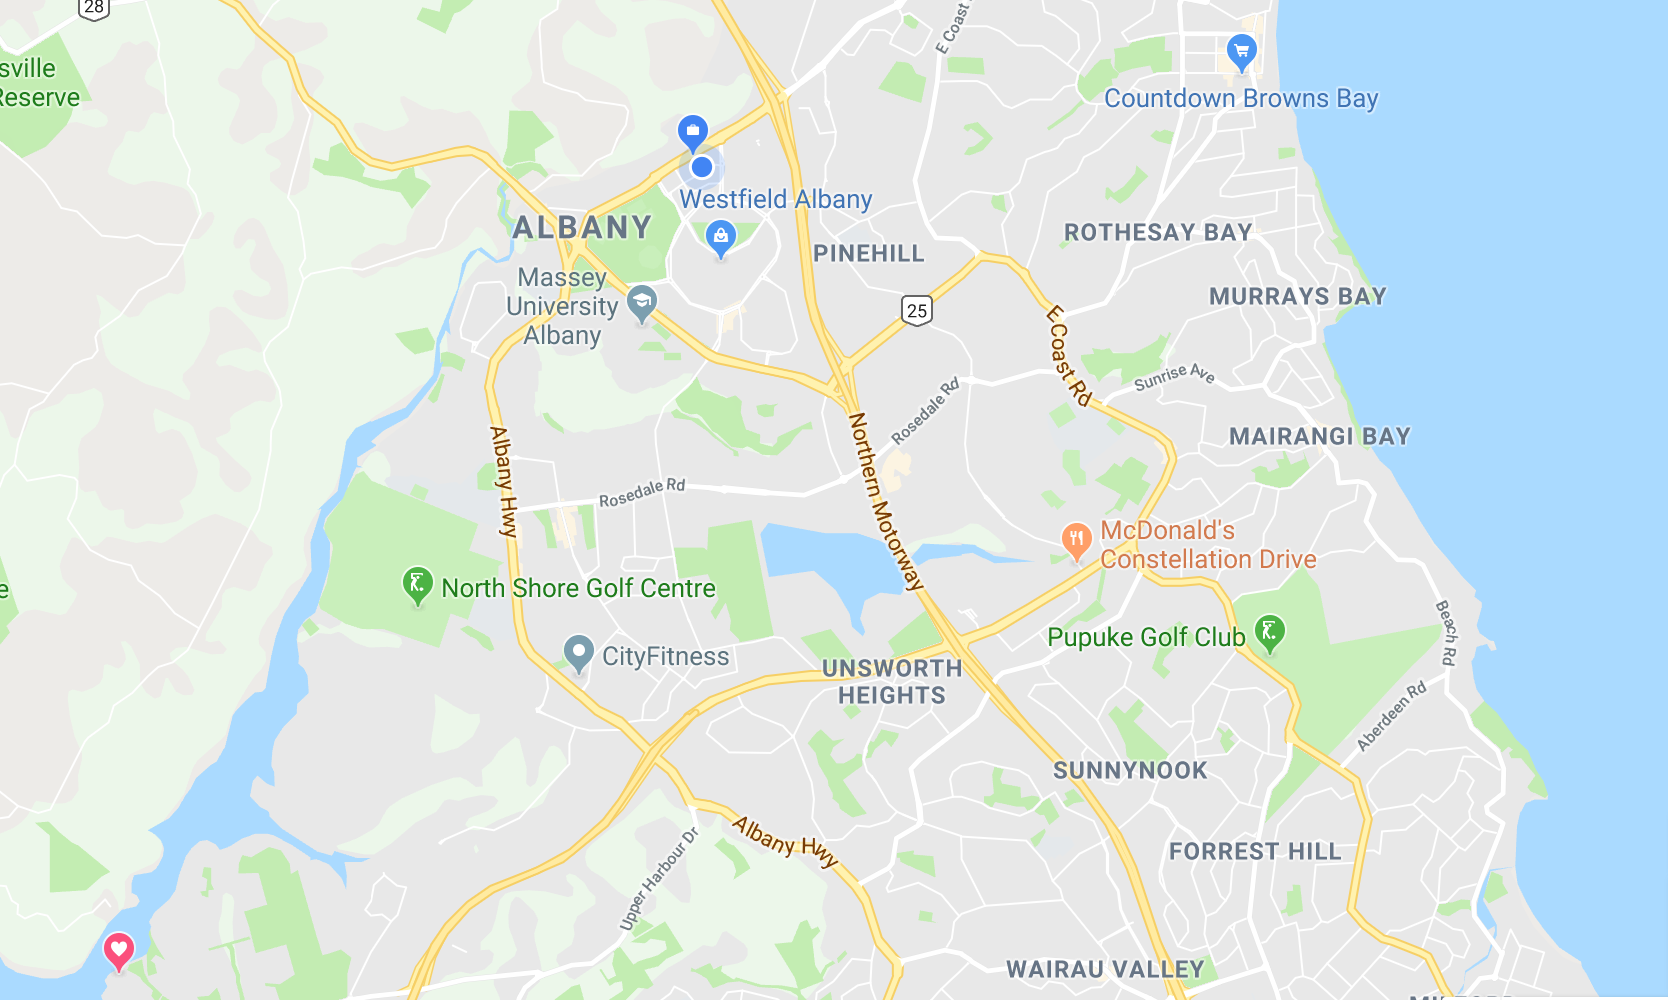 28
E Coast
sville
Reserve
Countdown Browns Bay
Westfield Albany
ALBANY
ROTHESAY BAY
PINEHILL
Massey
University
Albany
MURRAYS BAY
25
E Coast Rd
Sunrise Ave
Rosedale Rd
Albany Hwy
Northern Motorway
MAIRANGI BAY
Rosedale Rd
McDonald's
Constellation Drive
e
North Shore Golf Centre
Beach Rd
Pupuke Golf Club
CityFitness
UNSWORTH
HEIGHTS
Aberdeen Rd
SUNNYNOOK
Albany Hwy
Upper Harbour Dr
FORREST HILL
WAIRAU VALLEY